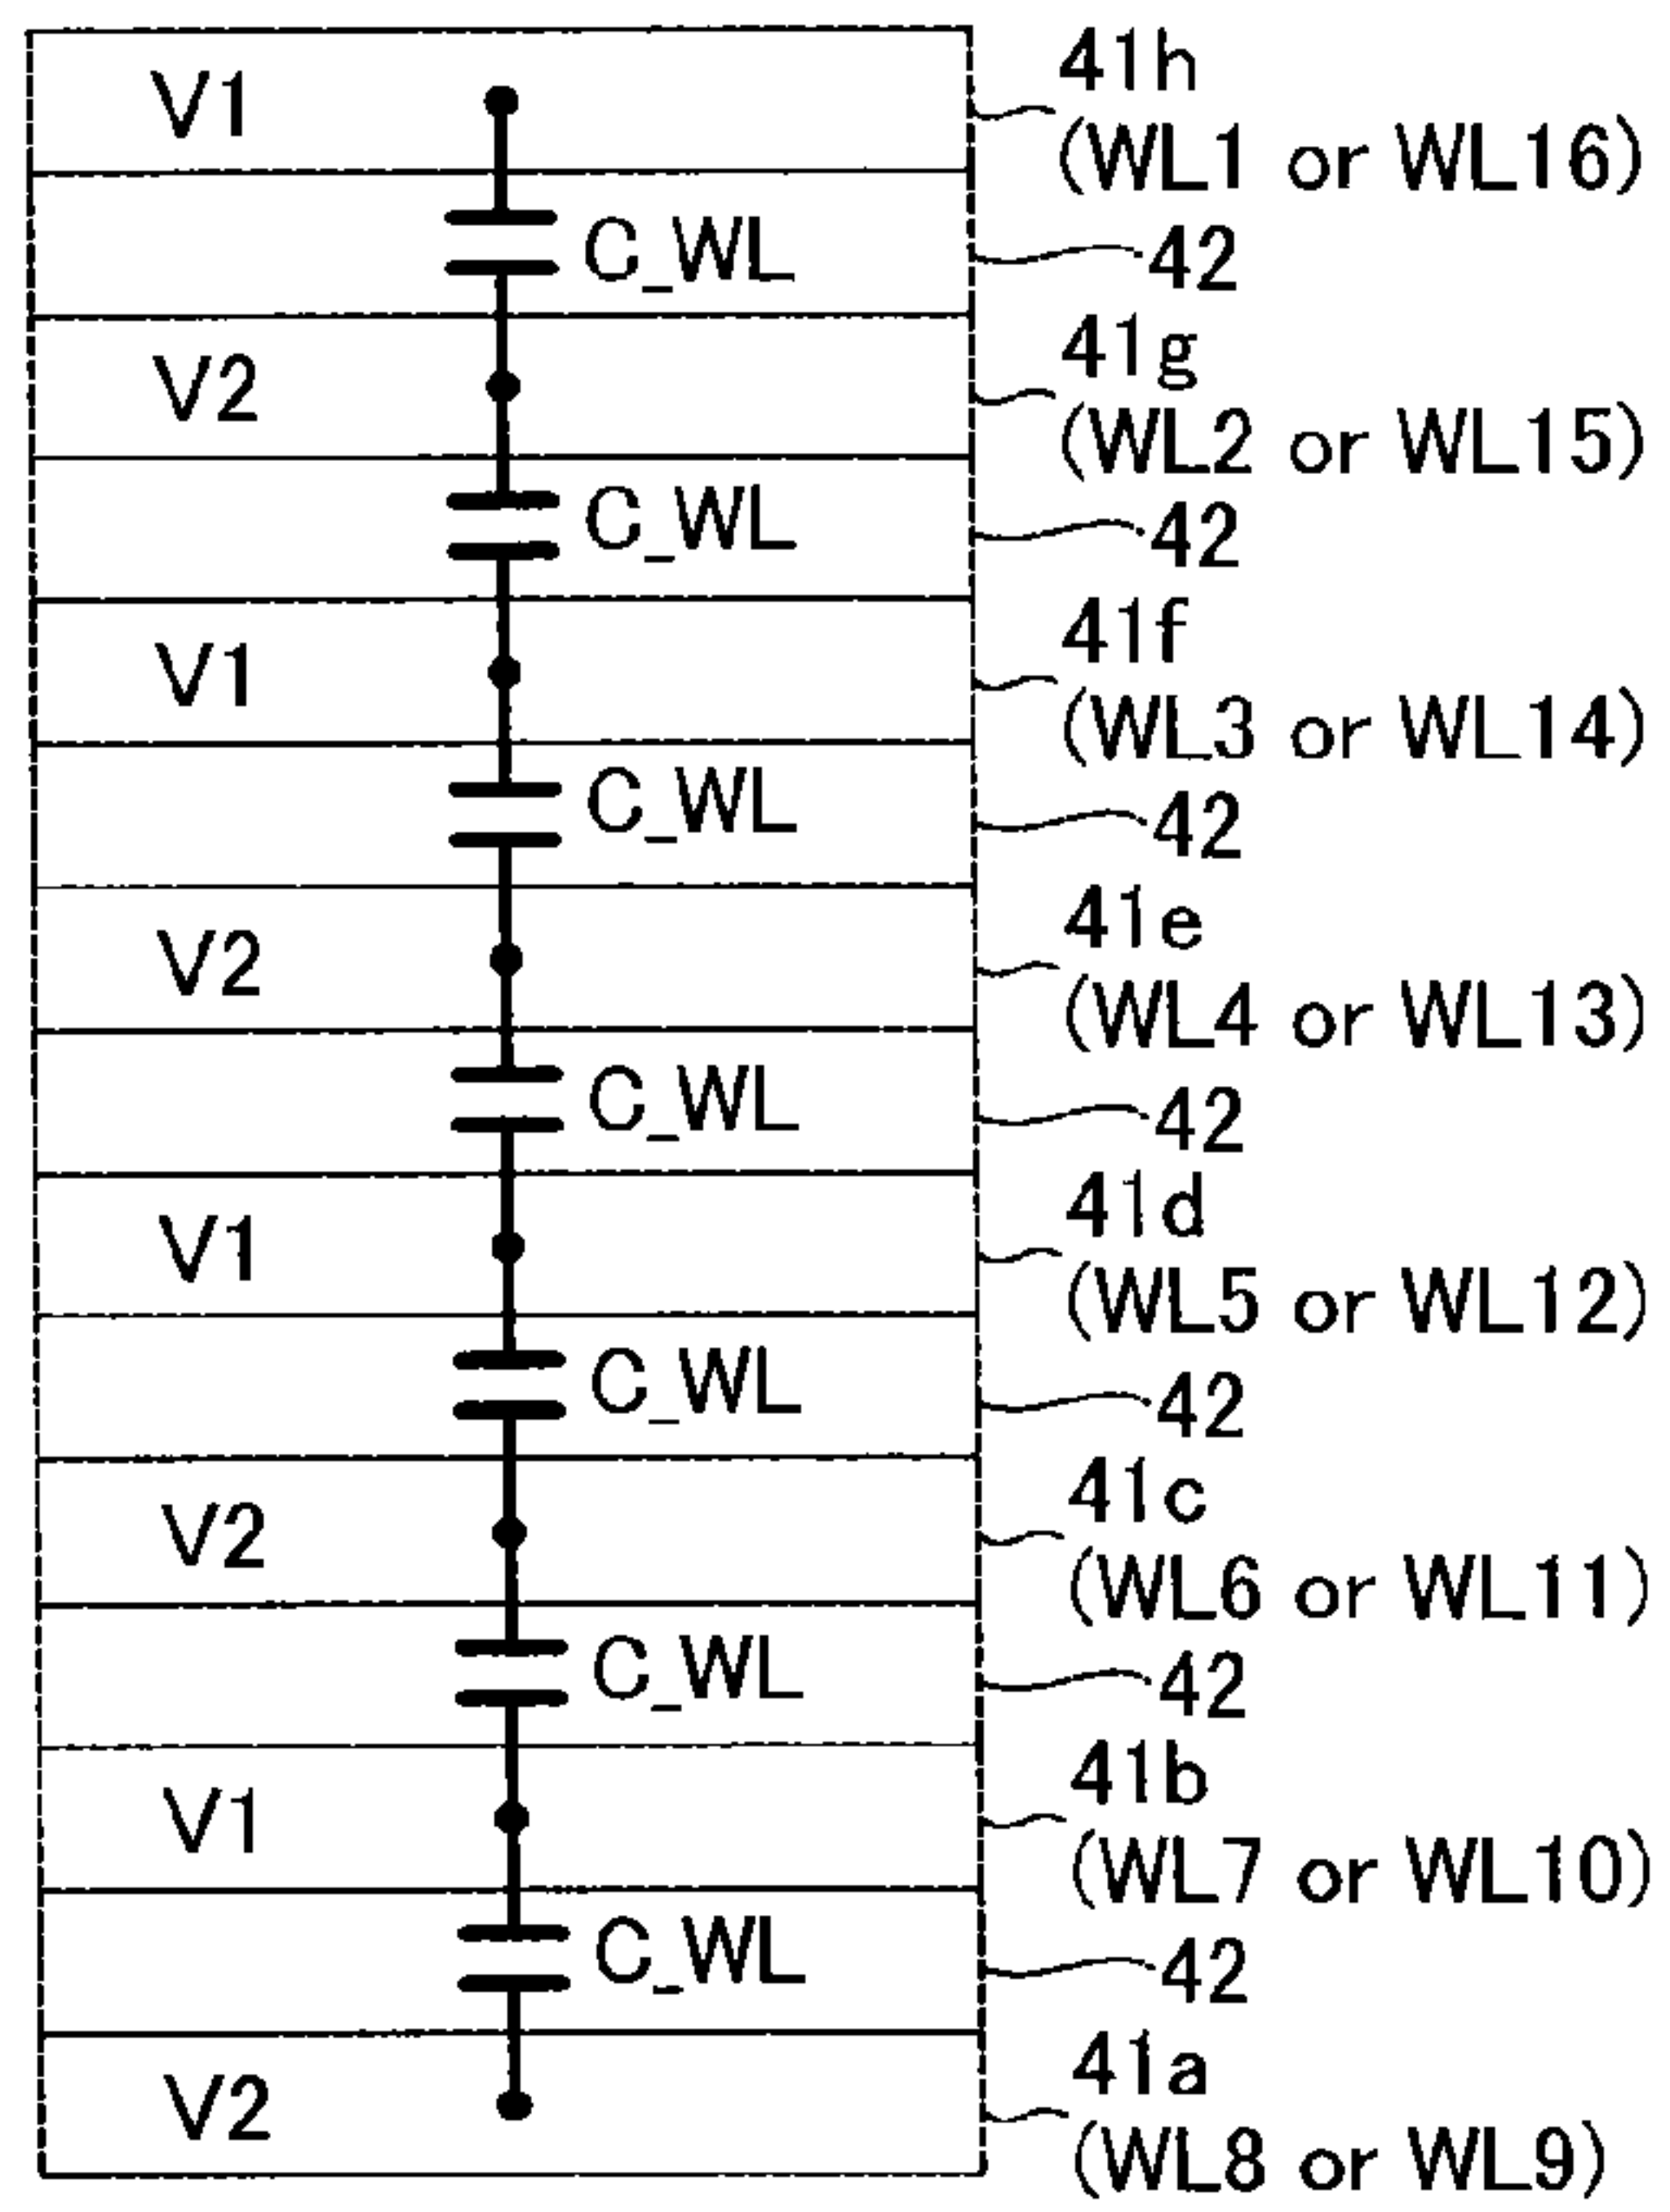 V1
41h
(WL1 or WL16)
C_WL
42
V2
41g
(WL2 or WL15)
C_WL
42
V1
41f
(WL3 or WL14)
C_WL
42
V2
41e
(WL4 or WL13)
C_WL
42
V1
41d
(WL5 or WL12)
C_WL
42
V2
41c
(WL6 or WL11)
C_WL
42
V1
41b
(WL7 or WL10)
C_WL
42
V2
41a
(WL8 or WL9)